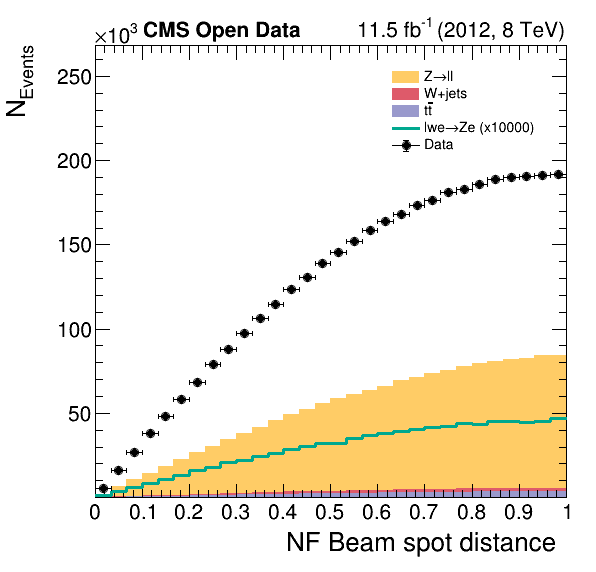 ×10³ CMS Open Data 11.5 fb⁻¹ (2012, 8 TeV)
N_Events
250
200
150
100
50
Z→ll
W+jets
tt̄
lwe→Ze (x10000)
Data
0 0.1 0.2 0.3 0.4 0.5 0.6 0.7 0.8 0.9 1
NF Beam spot distance